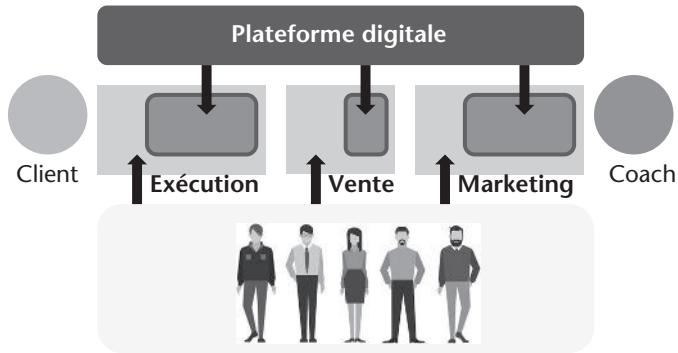 Plateforme digitale
Client
Exécution
Vente
Marketing
Coach